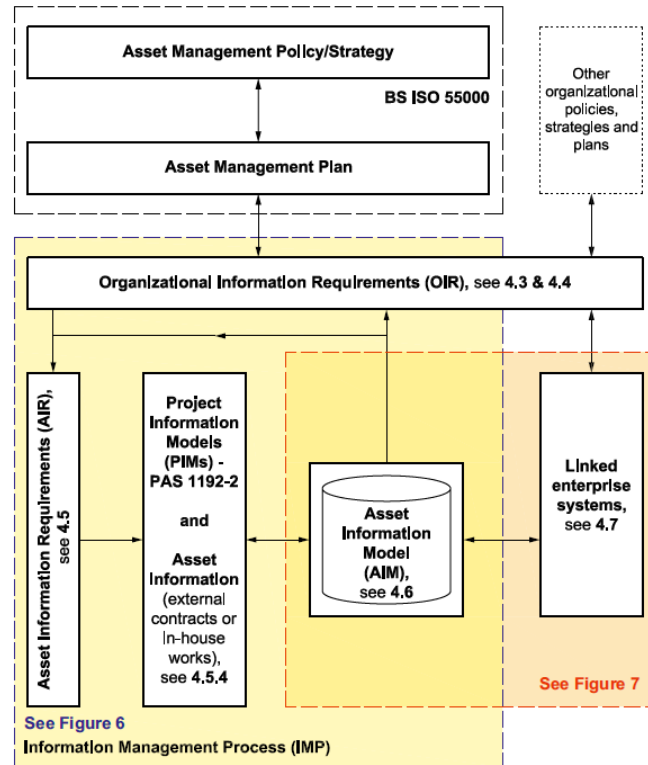 Asset Management Policy/Strategy
BS ISO 55000
Asset Management Plan
Other
organizational
policies,
strategies and
plans
Organizational Information Requirements (OIR), see 4.3 & 4.4
Asset Information Requirements (AIR),
see 4.5
Project
Information
Models
(PIMs) -
PAS 1192-2
and
Asset
Information
(external
contracts or
In-house
works),
see 4.5.4
Asset
Information
Model
(AIM),
see 4.6
Linked
enterprise
systems,
see 4.7
See Figure 7
See Figure 6
Information Management Process (IMP)